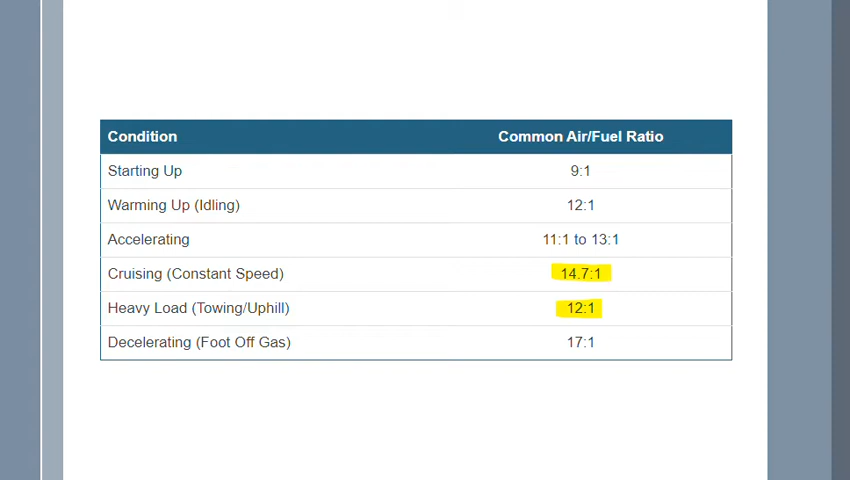 Condition Common Air/Fuel Ratio
Starting Up 9:1
Warming Up (Idling) 12:1
Accelerating 11:1 to 13:1
Cruising (Constant Speed) 14.7:1
Heavy Load (Towing/Uphill) 12:1
Decelerating (Foot Off Gas) 17:1